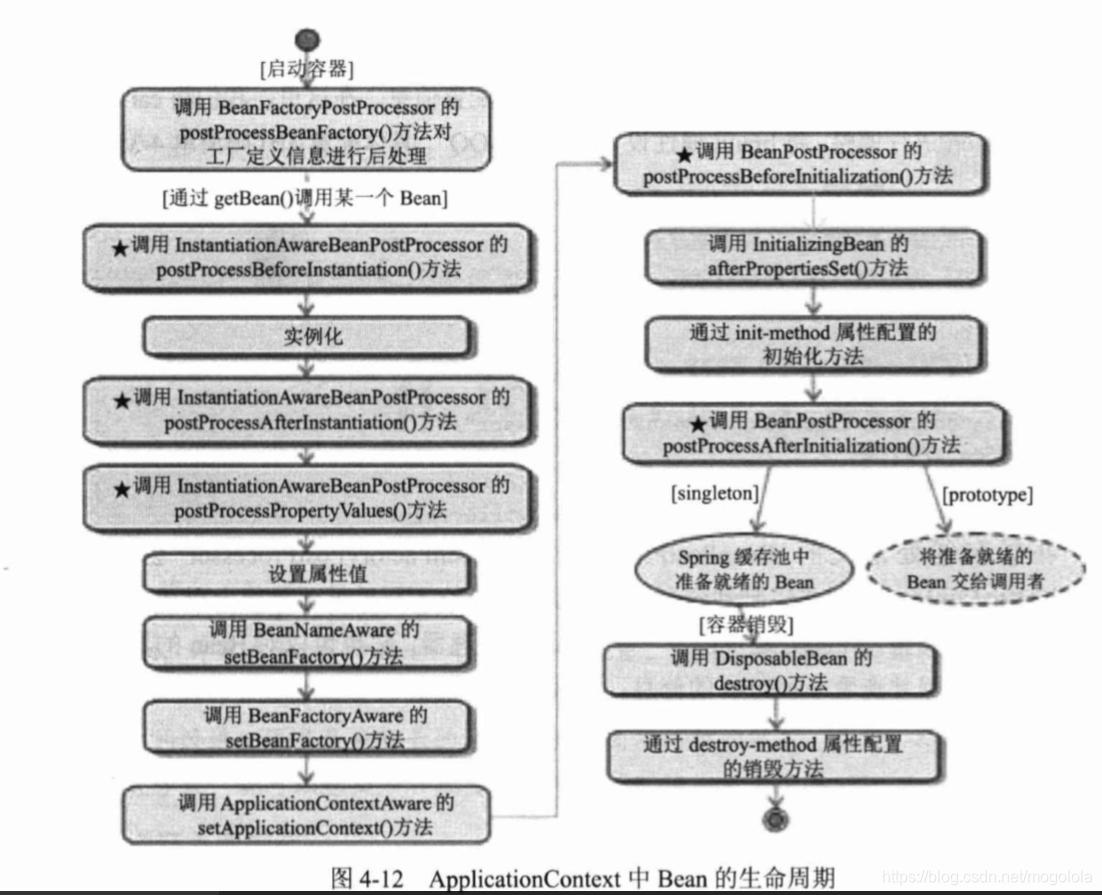 [启动容器]
调用 BeanFactoryPostProcessor 的
postProcessBeanFactory()方法对
工厂定义信息进行后处理
[通过 getBean()调用某一个 Bean]
★调用 InstantiationAwareBeanPostProcessor 的
postProcessBeforeInstantiation()方法
实例化
★调用 InstantiationAwareBeanPostProcessor 的
postProcessAfterInstantiation()方法
★调用 InstantiationAwareBeanPostProcessor 的
postProcessPropertyValues()方法
设置属性值
调用 BeanNameAware 的
setBeanFactory()方法
调用 BeanFactoryAware 的
setBeanFactory()方法
调用 ApplicationContextAware 的
setApplicationContext()方法
★调用 BeanPostProcessor 的
postProcessBeforeInitialization()方法
调用 InitializingBean 的
afterPropertiesSet()方法
通过 init-method 属性配置的
初始化方法
★调用 BeanPostProcessor 的
postProcessAfterInitialization()方法
[singleton]
[prototype]
Spring 缓存池中
准备就绪的 Bean
将准备就绪的
Bean 交给调用者
[容器销毁]
调用 DisposableBean 的
destroy()方法
通过 destroy-method 属性配置
的销毁方法
图 4-12 ApplicationContext 中 Bean 的生命周期
https://blog.csdn.net/mogolola